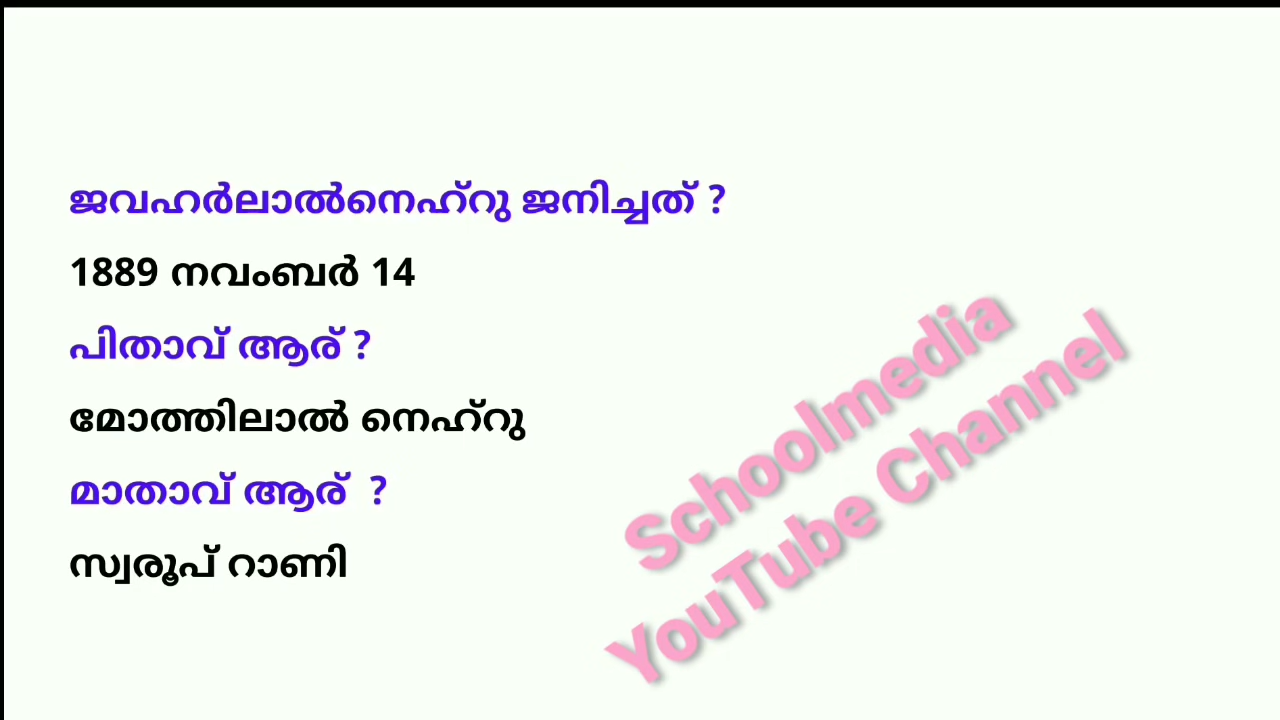 ജവഹർലാൽനെഹ്റു ജനിച്ചത് ?
1889 നവംബർ 14
പിതാവ് ആര് ?
മോത്തിലാൽ നെഹ്റു
മാതാവ് ആര്  ?
സ്വരൂപ് റാണി
Schoolmedia
YouTube Channel